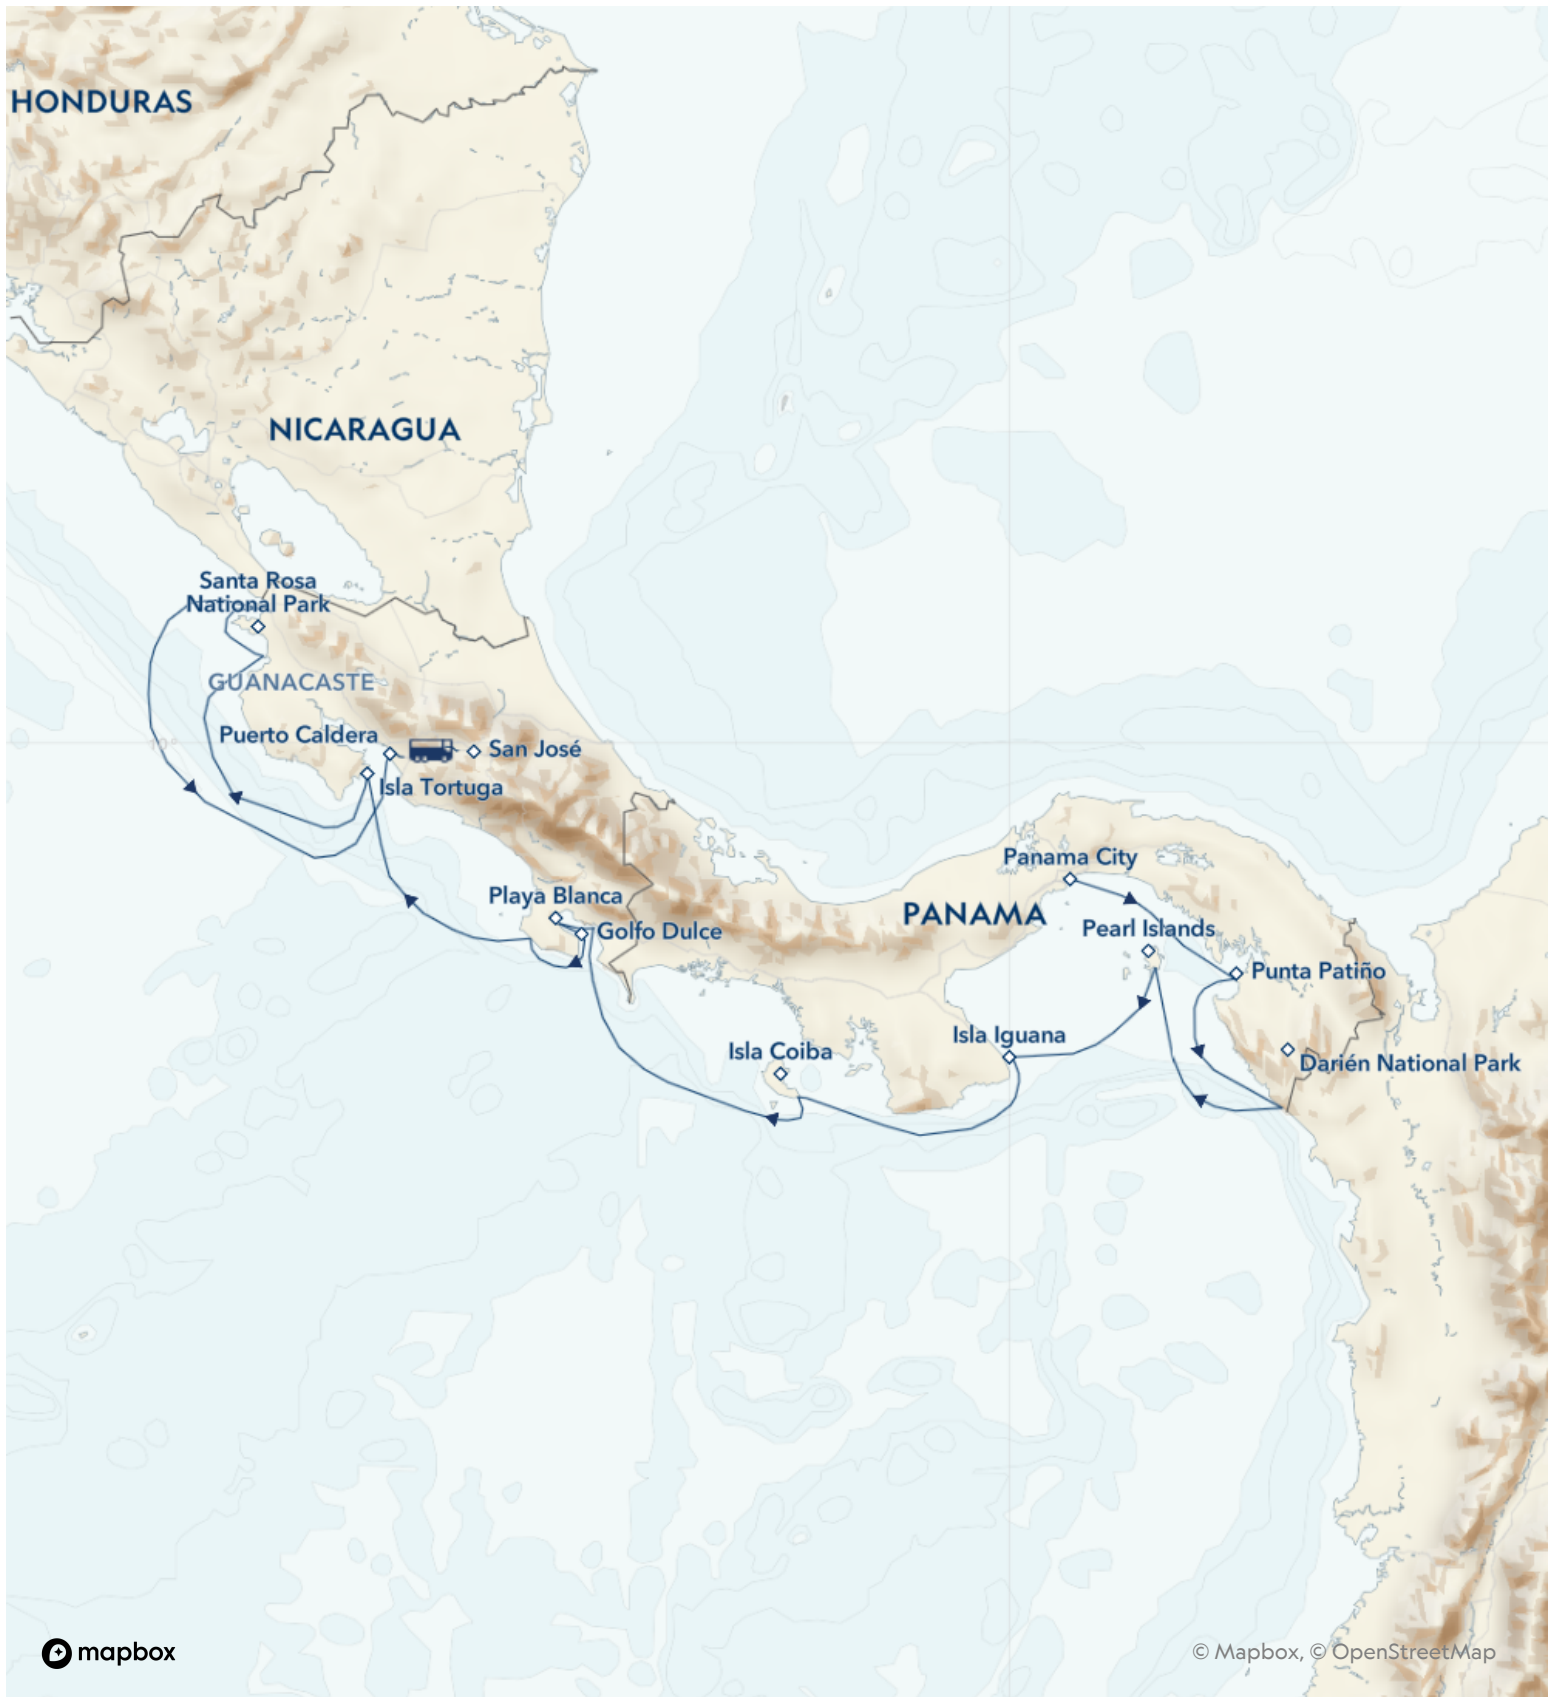 HONDURAS
NICARAGUA
Santa Rosa
National Park
GUANACASTE
Puerto Caldera
10°
San José
Isla Tortuga
Panama City
Playa Blanca
PANAMA
Golfo Dulce
Pearl Islands
Punta Patiño
Isla Iguana
Isla Coiba
Darién National Park
mapbox
© Mapbox, © OpenStreetMap